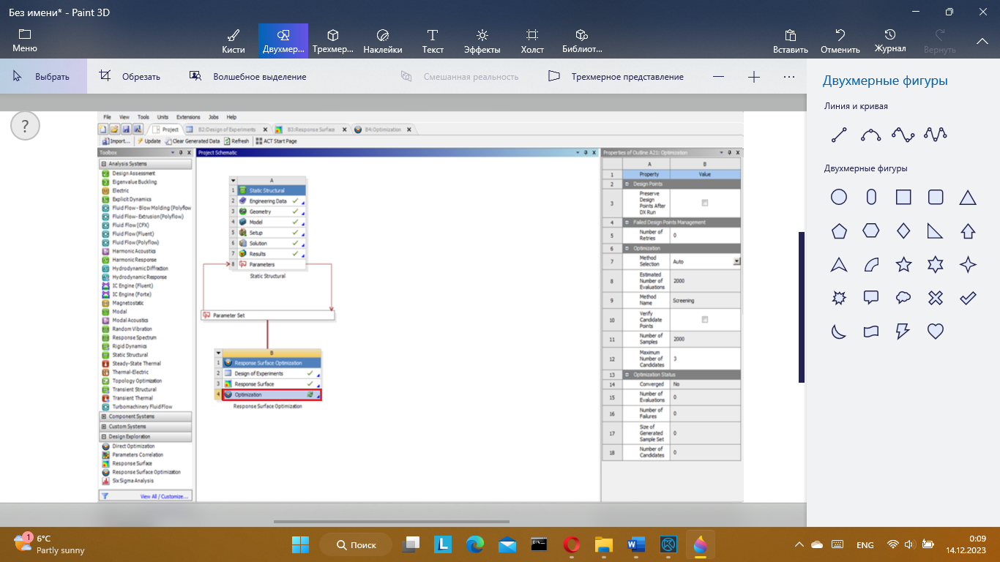 Без имени* - Paint 3D
Меню
Кисти
Двухмер...
Трехмер...
Наклейки
Текст
Эффекты
Холст
Библиот...
Вставить
Отменить
Журнал
Вернуть
Выбрать
Обрезать
Волшебное выделение
Смешанная реальность
Трехмерное представление
Двухмерные фигуры
Линия и кривая
Двухмерные фигуры
?
File View Tools Units Extensions Jobs Help
Project
B2:Design of Experiments
B3:Response Surface
B4:Optimization
Import...
Update
Clear Generated Data
Refresh
ACT Start Page
Toolbox
Analysis Systems
Design Assessment
Eigenvalue Buckling
Electric
Explicit Dynamics
Fluid Flow - Blow Molding (Polyflow
Fluid Flow- Extrusion (Polyflow)
Fluid Flow (CFX)
Fluid Flow (Fluent)
Fluid Flow (Polyflow)
Harmonic Acoustics
Harmonic Response
Hydrodynamic Diffraction
Hydrodynamic Response
IC Engine (Fluent)
IC Engine (Forte)
Magnetostatic
Modal
Modal Acoustics
Random Vibration
Response Spectrum
Rigid Dynamics
Static Structural
Steady-State Thermal
Thermal-Electric
Topology Optimization
Transient Structural
Transient Thermal
Turbomachinery Fluid Flow
Component Systems
Custom Systems
Design Exploration
Direct Optimization
Parameters Correlation
Response Surface
Response Surface Optimization
Six Sigma Analysis
View All / Customize...
Project Schematic
A
1 Static Structural
2 Engineering Data
3 Geometry
4 Model
5 Setup
6 Solution
7 Results
8 Parameters
Static Structural
Parameter Set
B
1 Response Surface Optimization
2 Design of Experiments
3 Response Surface
4 Optimization
Response Surface Optimization
Properties of Outline A21: Optimization
A B
1 Property Value
2 Design Points
3 Preserve Design Points After DX Run
4 Failed Design Points Management
5 Number of Retries 0
6 Optimization
7 Method Selection Auto
8 Estimated Number of Evaluations 2000
9 Method Name Screening
10 Verify Candidate Points
11 Number of Samples 2000
12 Maximum Number of Candidates 3
13 Optimization Status
14 Converged No
15 Number of Evaluations 0
16 Number of Failures 0
17 Size of Generated Sample Set 0
18 Number of Candidates 0
1
6°C
Partly sunny
Поиск
ENG
0:09
14.12.2023